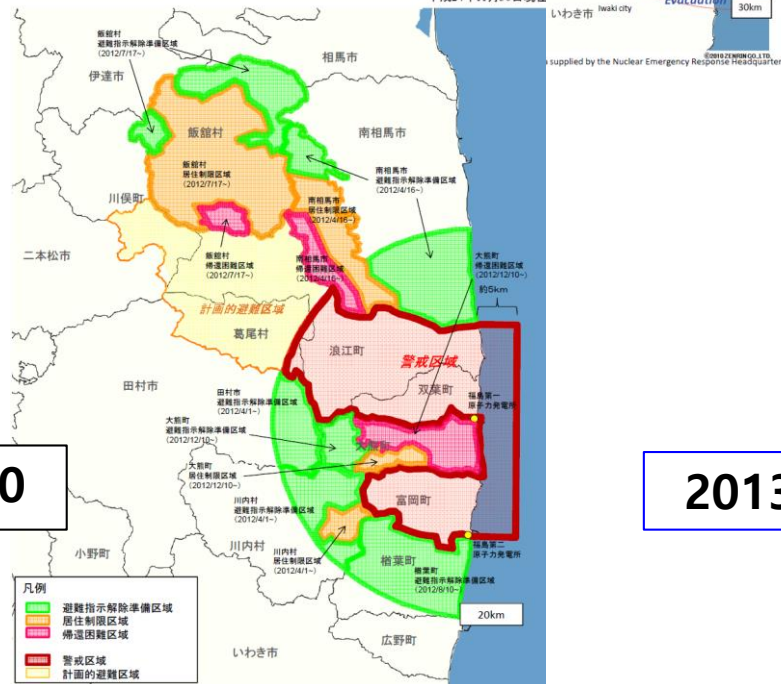 いわき市
Iwaki city
Evacuation
30km
©2010 ZENRIN CO.,LTD.
supplied by the Nuclear Emergency Response Headquarter
飯舘村
避難指示解除準備区域
(2012/7/17~)
相馬市
伊達市
飯舘村
南相馬市
飯舘村
居住制限区域
(2012/7/17~)
南相馬市
避難指示解除準備区域
(2012/4/16~)
川俣町
南相馬市
居住制限区域
(2012/4/16~)
二本松市
飯舘村
帰還困難区域
(2012/7/17~)
南相馬市
帰還困難区域
(2012/4/16~)
大熊町
帰還困難区域
(2012/12/10~)
約5km
計画的避難区域
葛尾村
浪江町
警戒区域
双葉町
田村市
田村市
避難指示解除準備区域
(2012/4/1~)
福島第一
原子力発電所
大熊町
避難指示解除準備区域
(2012/12/10~)
大熊町
居住制限区域
(2012/12/10~)
0
2013
富岡町
川内村
避難指示解除準備区域
(2012/4/1~)
小野町
川内村
川内村
居住制限区域
(2012/4/1~)
福島第二
原子力発電所
楢葉町
楢葉町
避難指示解除準備区域
(2012/8/10~)
20km
凡例
避難指示解除準備区域
居住制限区域
帰還困難区域
警戒区域
計画的避難区域
広野町
いわき市